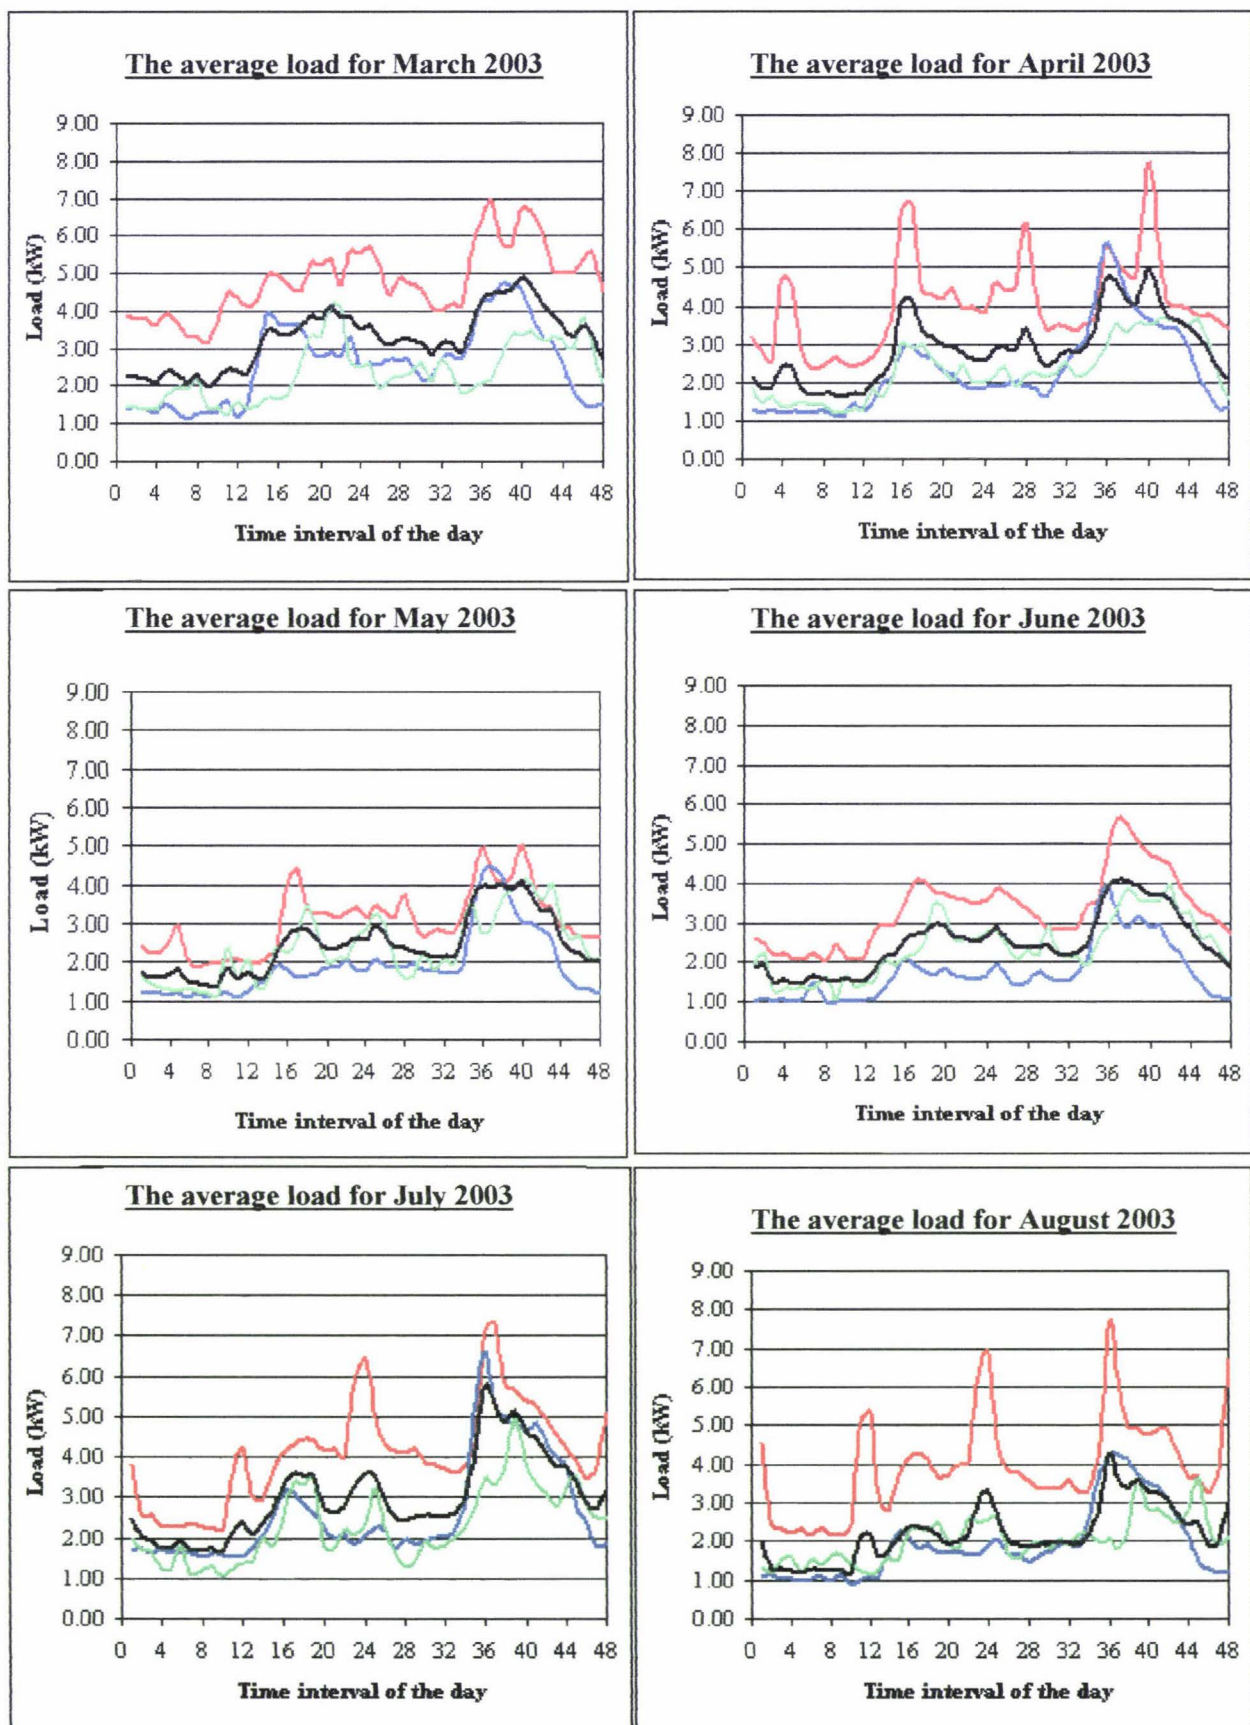 The average load for March 2003
9.00
8.00
7.00
6.00
5.00
4.00
3.00
2.00
1.00
0.00
Load (kW)
0 4 8 12 16 20 24 28 32 36 40 44 48
Time interval of the day
The average load for April 2003
9.00
8.00
7.00
6.00
5.00
4.00
3.00
2.00
1.00
0.00
Load (kW)
0 4 8 12 16 20 24 28 32 36 40 44 48
Time interval of the day
The average load for May 2003
9.00
8.00
7.00
6.00
5.00
4.00
3.00
2.00
1.00
0.00
Load (kW)
0 4 8 12 16 20 24 28 32 36 40 44 48
Time interval of the day
The average load for June 2003
9.00
8.00
7.00
6.00
5.00
4.00
3.00
2.00
1.00
0.00
Load (kW)
0 4 8 12 16 20 24 28 32 36 40 44 48
Time interval of the day
The average load for July 2003
9.00
8.00
7.00
6.00
5.00
4.00
3.00
2.00
1.00
0.00
Load (kW)
0 4 8 12 16 20 24 28 32 36 40 44 48
Time interval of the day
The average load for August 2003
9.00
8.00
7.00
6.00
5.00
4.00
3.00
2.00
1.00
0.00
Load (kW)
0 4 8 12 16 20 24 28 32 36 40 44 48
Time interval of the day